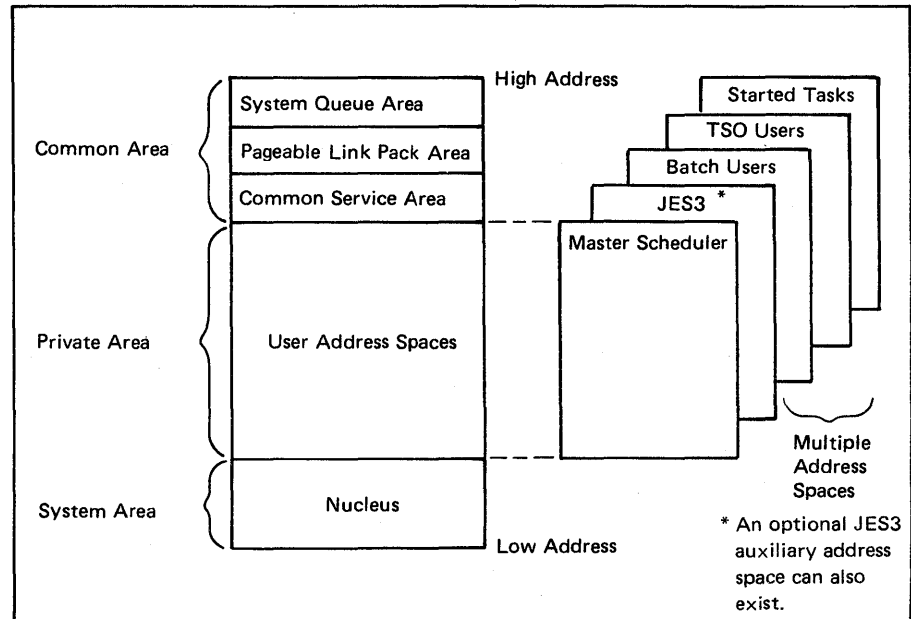 High Address
System Queue Area
Started Tasks
TSO Users
Common Area
Pageable Link Pack Area
Batch Users
Common Service Area
JES3 *
Master Scheduler
Private Area
User Address Spaces
Multiple
Address
Spaces
System Area
Nucleus
Low Address
* An optional JES3
auxiliary address
space can also
exist.